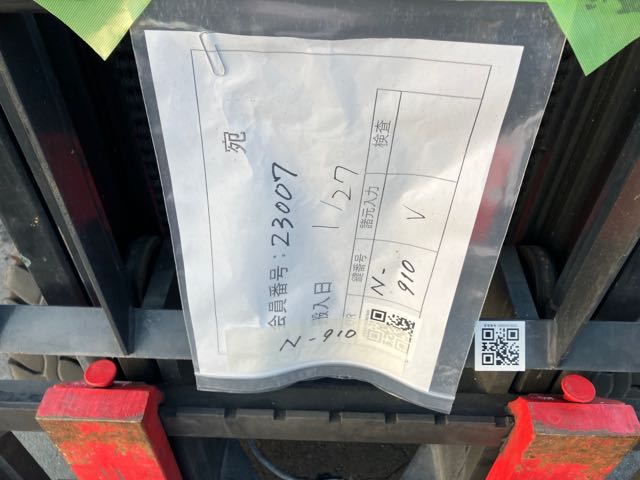 宛
会員番号：23007
搬入日 1/27
鍵番号 諸元入力 検査
N-910 V
N-910